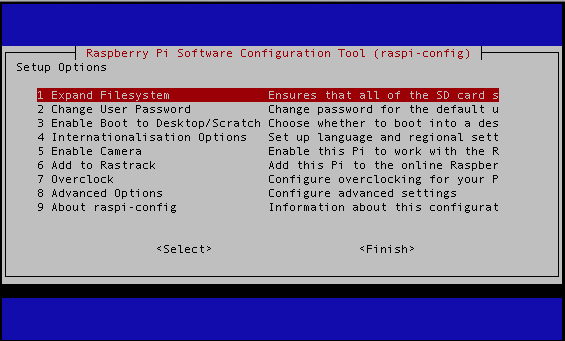 Raspberry Pi Software Configuration Tool (raspi-config)
Setup Options
1 Expand Filesystem Ensures that all of the SD card s
2 Change User Password Change password for the default u
3 Enable Boot to Desktop/Scratch Choose whether to boot into a des
4 Internationalisation Options Set up language and regional sett
5 Enable Camera Enable this Pi to work with the R
6 Add to Rastrack Add this Pi to the online Raspber
7 Overclock Configure overclocking for your P
8 Advanced Options Configure advanced settings
9 About raspi-config Information about this configurat
<Select> <Finish>